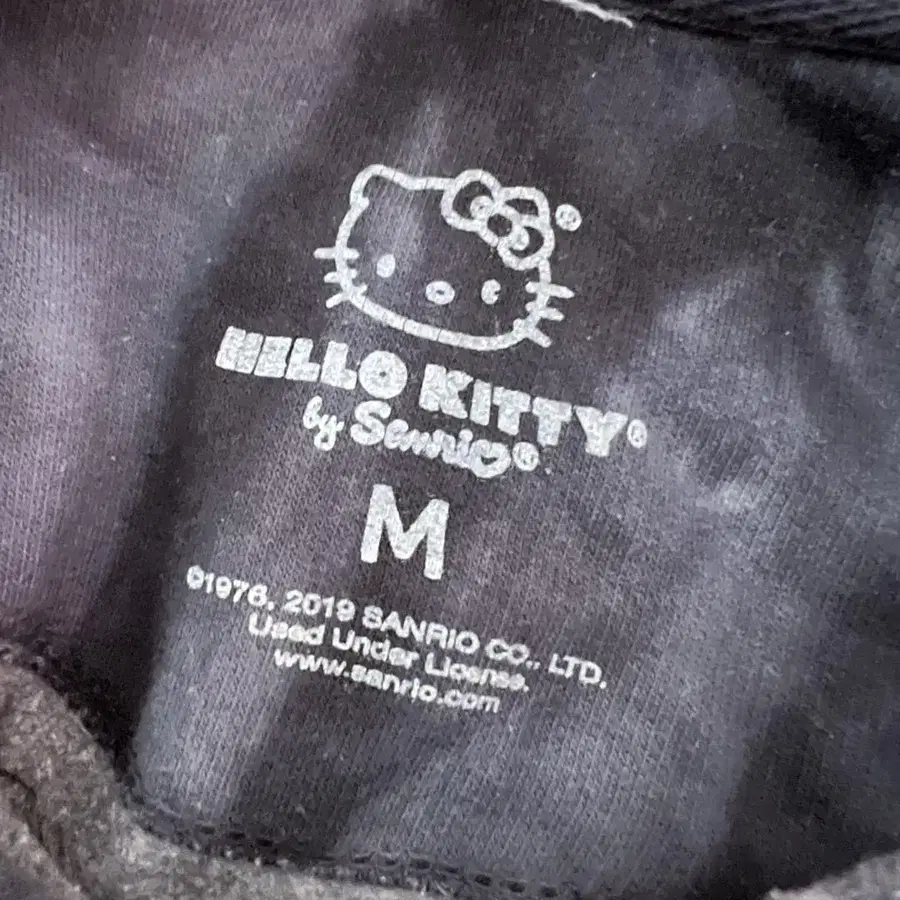 ®
HELLO KITTY®
by Sanrio®
M
©1976, 2019 SANRIO CO., LTD.
Used Under License.
www.sanrio.com